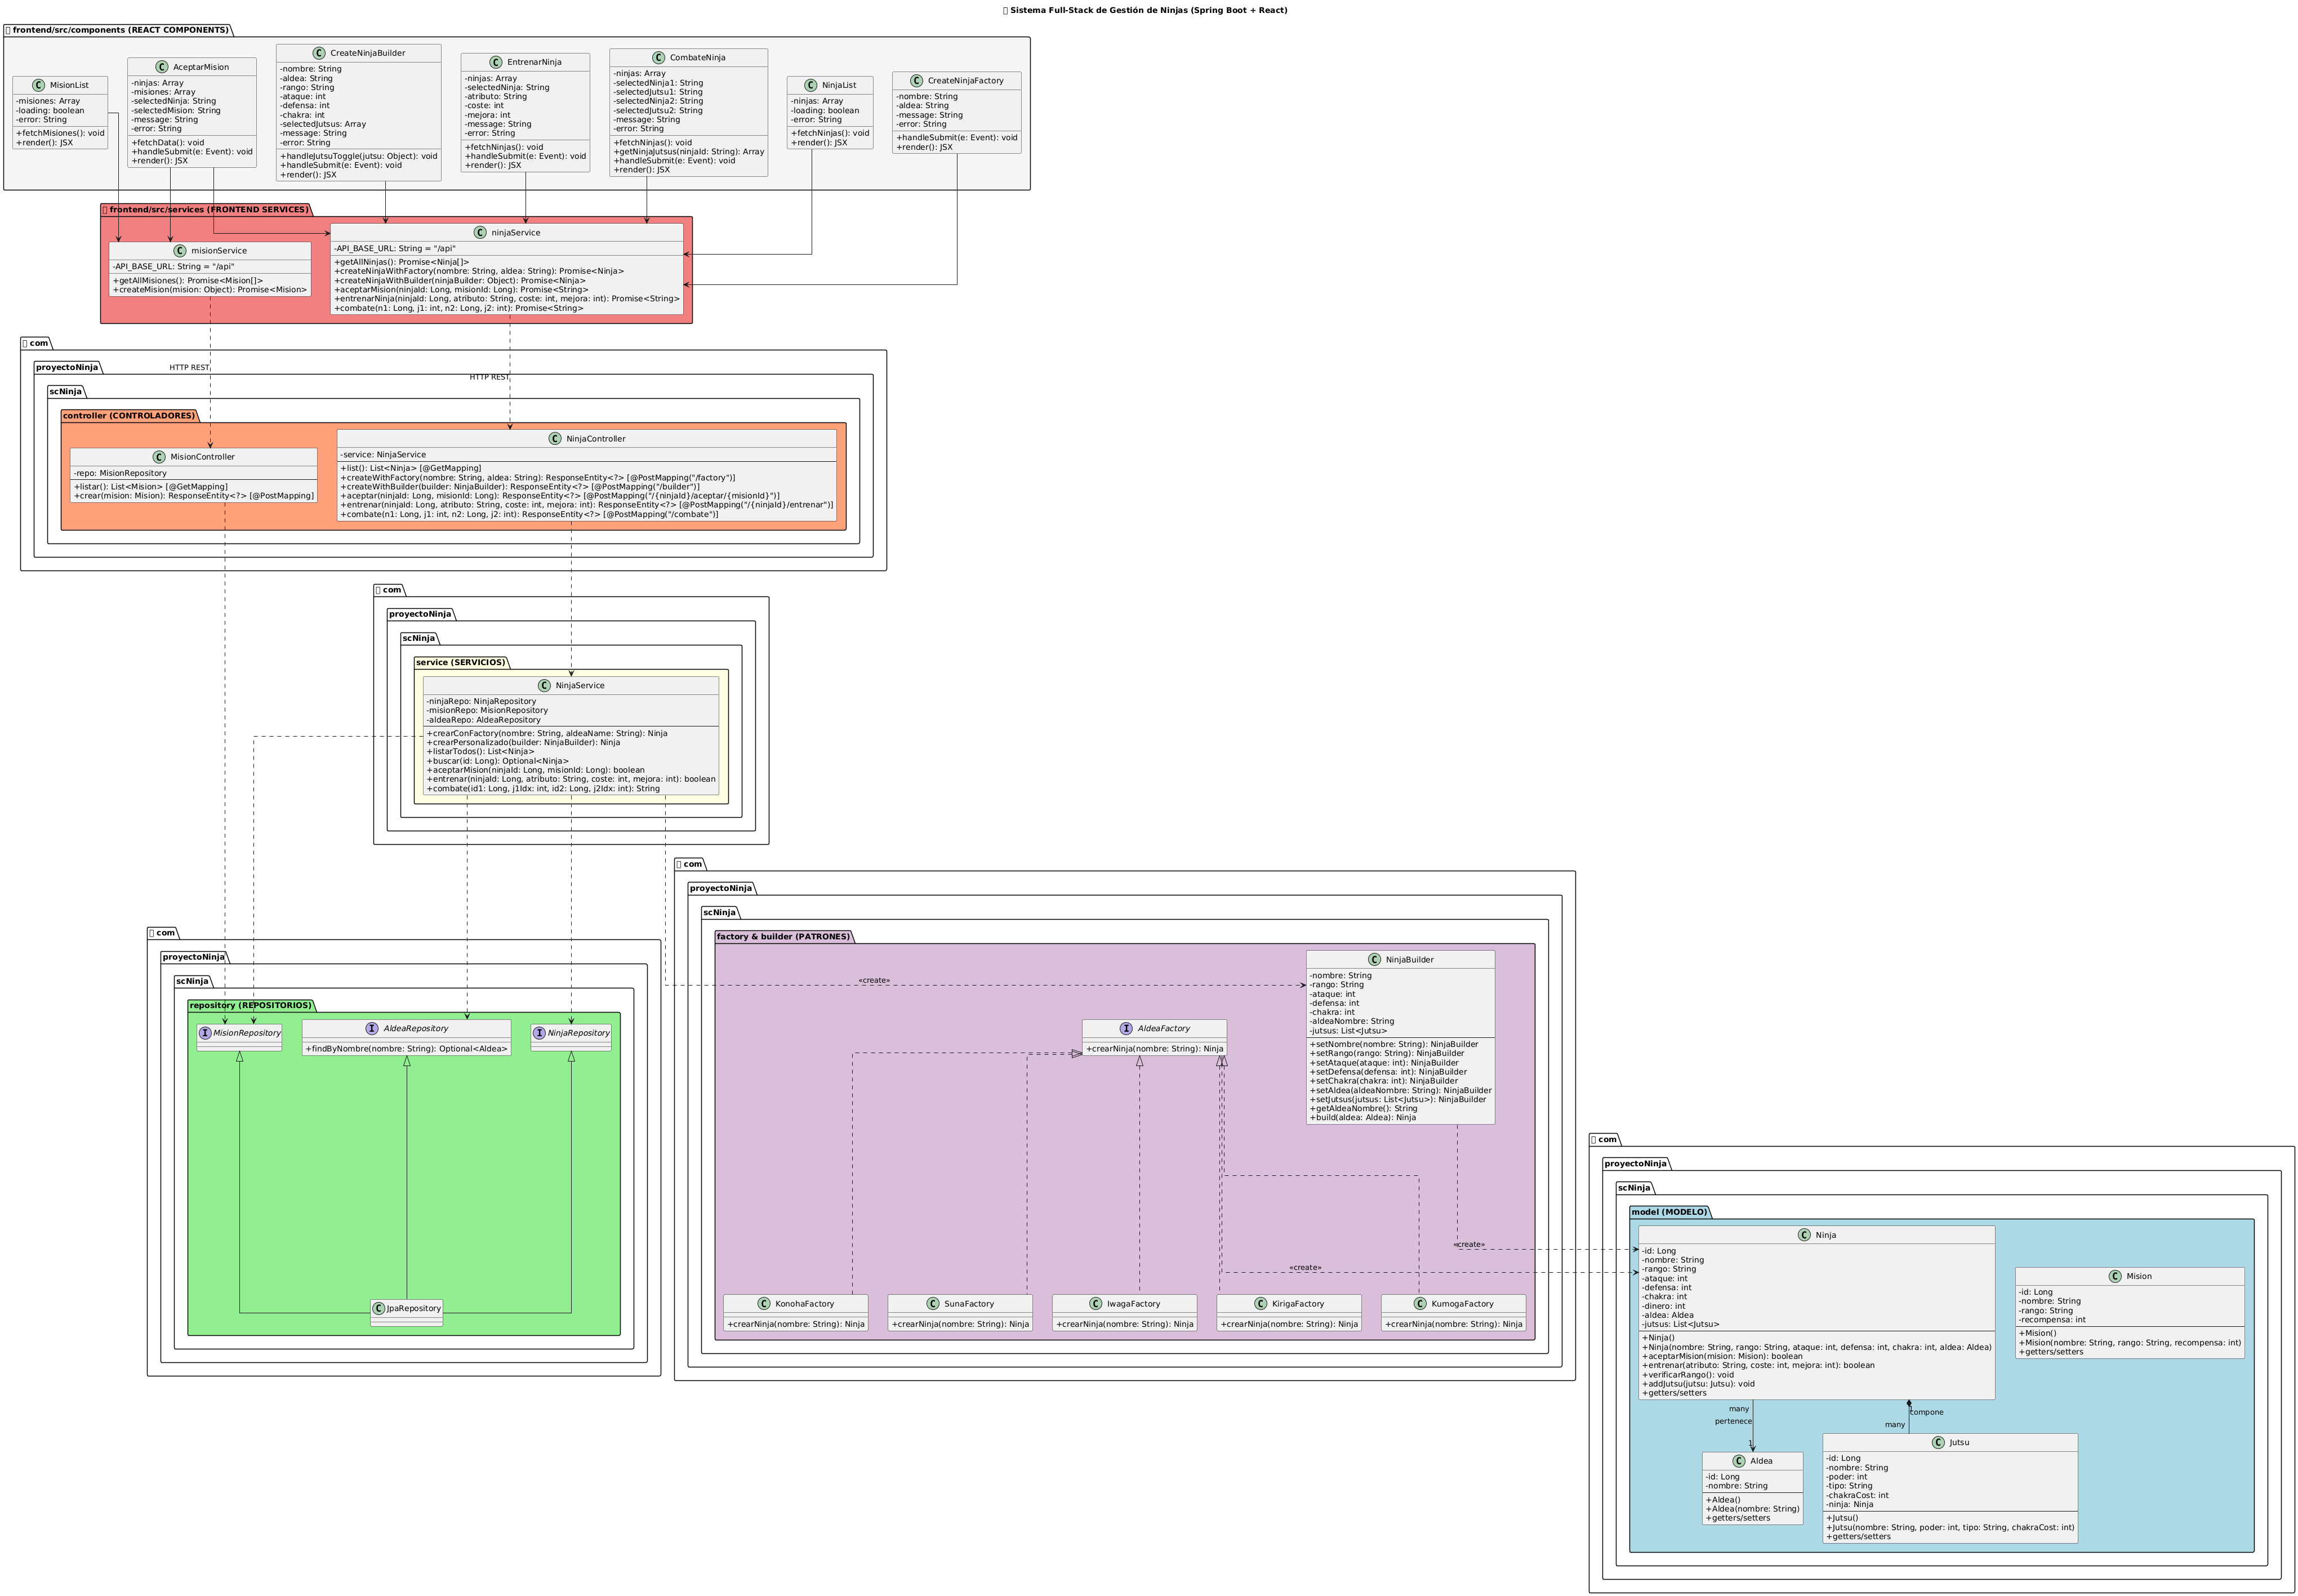 Sistema Full-Stack de Gestión de Ninjas (Spring Boot + React)
frontend/src/components (REACT COMPONENTS)
MisionList
-misiones: Array
-loading: boolean
-error: String
+fetchMisiones(): void
+render(): JSX
AceptarMision
-ninjas: Array
-misiones: Array
-selectedNinja: String
-selectedMision: String
-message: String
-error: String
+fetchData(): void
+handleSubmit(e: Event): void
+render(): JSX
CreateNinjaBuilder
-nombre: String
-aldea: String
-rango: String
-ataque: int
-defensa: int
-chakra: int
-selectedJutsus: Array
-message: String
-error: String
+handleJutsuToggle(jutsu: Object): void
+handleSubmit(e: Event): void
+render(): JSX
EntrenarNinja
-ninjas: Array
-selectedNinja: String
-atributo: String
-coste: int
-mejora: int
-message: String
-error: String
+fetchNinjas(): void
+handleSubmit(e: Event): void
+render(): JSX
CombateNinja
-ninjas: Array
-selectedNinja1: String
-selectedJutsu1: String
-selectedNinja2: String
-selectedJutsu2: String
-message: String
-error: String
+fetchNinjas(): void
+getNinjaJutsus(ninjaId: String): Array
+handleSubmit(e: Event): void
+render(): JSX
NinjaList
-ninjas: Array
-loading: boolean
-error: String
+fetchNinjas(): void
+render(): JSX
CreateNinjaFactory
-nombre: String
-aldea: String
-message: String
-error: String
+handleSubmit(e: Event): void
+render(): JSX
frontend/src/services (FRONTEND SERVICES)
misionService
-API_BASE_URL: String = "/api"
+getAllMisiones(): Promise<Mision[]>
+createMision(mision: Object): Promise<Mision>
ninjaService
-API_BASE_URL: String = "/api"
+getAllNinjas(): Promise<Ninja[]>
+createNinjaWithFactory(nombre: String, aldea: String): Promise<Ninja>
+createNinjaWithBuilder(ninjaBuilder: Object): Promise<Ninja>
+aceptarMision(ninjaId: Long, misionId: Long): Promise<String>
+entrenarNinja(ninjaId: Long, atributo: String, coste: int, mejora: int): Promise<String>
+combate(n1: Long, j1: int, n2: Long, j2: int): Promise<String>
HTTP REST
HTTP REST
com
proyectoNinja
scNinja
controller (CONTROLADORES)
MisionController
-repo: MisionRepository
+listar(): List<Mision> [@GetMapping]
+crear(mision: Mision): ResponseEntity<?> [@PostMapping]
NinjaController
-service: NinjaService
+list(): List<Ninja> [@GetMapping]
+createWithFactory(nombre: String, aldea: String): ResponseEntity<?> [@PostMapping("/factory")]
+createWithBuilder(builder: NinjaBuilder): ResponseEntity<?> [@PostMapping("/builder")]
+aceptar(ninjaId: Long, misionId: Long): ResponseEntity<?> [@PostMapping("/{ninjaId}/aceptar/{misionId}")]
+entrenar(ninjaId: Long, atributo: String, coste: int, mejora: int): ResponseEntity<?> [@PostMapping("/{ninjaId}/entrenar")]
+combate(n1: Long, j1: int, n2: Long, j2: int): ResponseEntity<?> [@PostMapping("/combate")]
com
proyectoNinja
scNinja
service (SERVICIOS)
NinjaService
-ninjaRepo: NinjaRepository
-misionRepo: MisionRepository
-aldeaRepo: AldeaRepository
+crearConFactory(nombre: String, aldeaName: String): Ninja
+crearPersonalizado(builder: NinjaBuilder): Ninja
+listarTodos(): List<Ninja>
+buscar(id: Long): Optional<Ninja>
+aceptarMision(ninjaId: Long, misionId: Long): boolean
+entrenar(ninjaId: Long, atributo: String, coste: int, mejora: int): boolean
+combate(id1: Long, j1Idx: int, id2: Long, j2Idx: int): String
com
proyectoNinja
scNinja
repository (REPOSITORIOS)
MisionRepository
AldeaRepository
+findByNombre(nombre: String): Optional<Aldea>
NinjaRepository
JpaRepository
com
proyectoNinja
scNinja
factory & builder (PATRONES)
«create»
NinjaBuilder
-nombre: String
-rango: String
-ataque: int
-defensa: int
-chakra: int
-aldeaNombre: String
-jutsus: List<Jutsu>
+setNombre(nombre: String): NinjaBuilder
+setRango(rango: String): NinjaBuilder
+setAtaque(ataque: int): NinjaBuilder
+setDefensa(defensa: int): NinjaBuilder
+setChakra(chakra: int): NinjaBuilder
+setAldea(aldeaNombre: String): NinjaBuilder
+setJutsus(jutsus: List<Jutsu>): NinjaBuilder
+getAldeaNombre(): String
+build(aldea: Aldea): Ninja
AldeaFactory
+crearNinja(nombre: String): Ninja
«create»
«create»
KonohaFactory
+crearNinja(nombre: String): Ninja
SunaFactory
+crearNinja(nombre: String): Ninja
IwagaFactory
+crearNinja(nombre: String): Ninja
KirigaFactory
+crearNinja(nombre: String): Ninja
KumogaFactory
+crearNinja(nombre: String): Ninja
com
proyectoNinja
scNinja
model (MODELO)
Ninja
-id: Long
-nombre: String
-rango: String
-ataque: int
-defensa: int
-chakra: int
-dinero: int
-aldea: Aldea
-jutsus: List<Jutsu>
+Ninja()
+Ninja(nombre: String, rango: String, ataque: int, defensa: int, chakra: int, aldea: Aldea)
+aceptarMision(mision: Mision): boolean
+entrenar(atributo: String, coste: int, mejora: int): boolean
+verificarRango(): void
+addJutsu(jutsu: Jutsu): void
+getters/setters
Mision
-id: Long
-nombre: String
-rango: String
-recompensa: int
+Mision()
+Mision(nombre: String, rango: String, recompensa: int)
+getters/setters
many
pertenece
1
1
compone
many
Aldea
-id: Long
-nombre: String
+Aldea()
+Aldea(nombre: String)
+getters/setters
Jutsu
-id: Long
-nombre: String
-poder: int
-tipo: String
-chakraCost: int
-ninja: Ninja
+Jutsu()
+Jutsu(nombre: String, poder: int, tipo: String, chakraCost: int)
+getters/setters